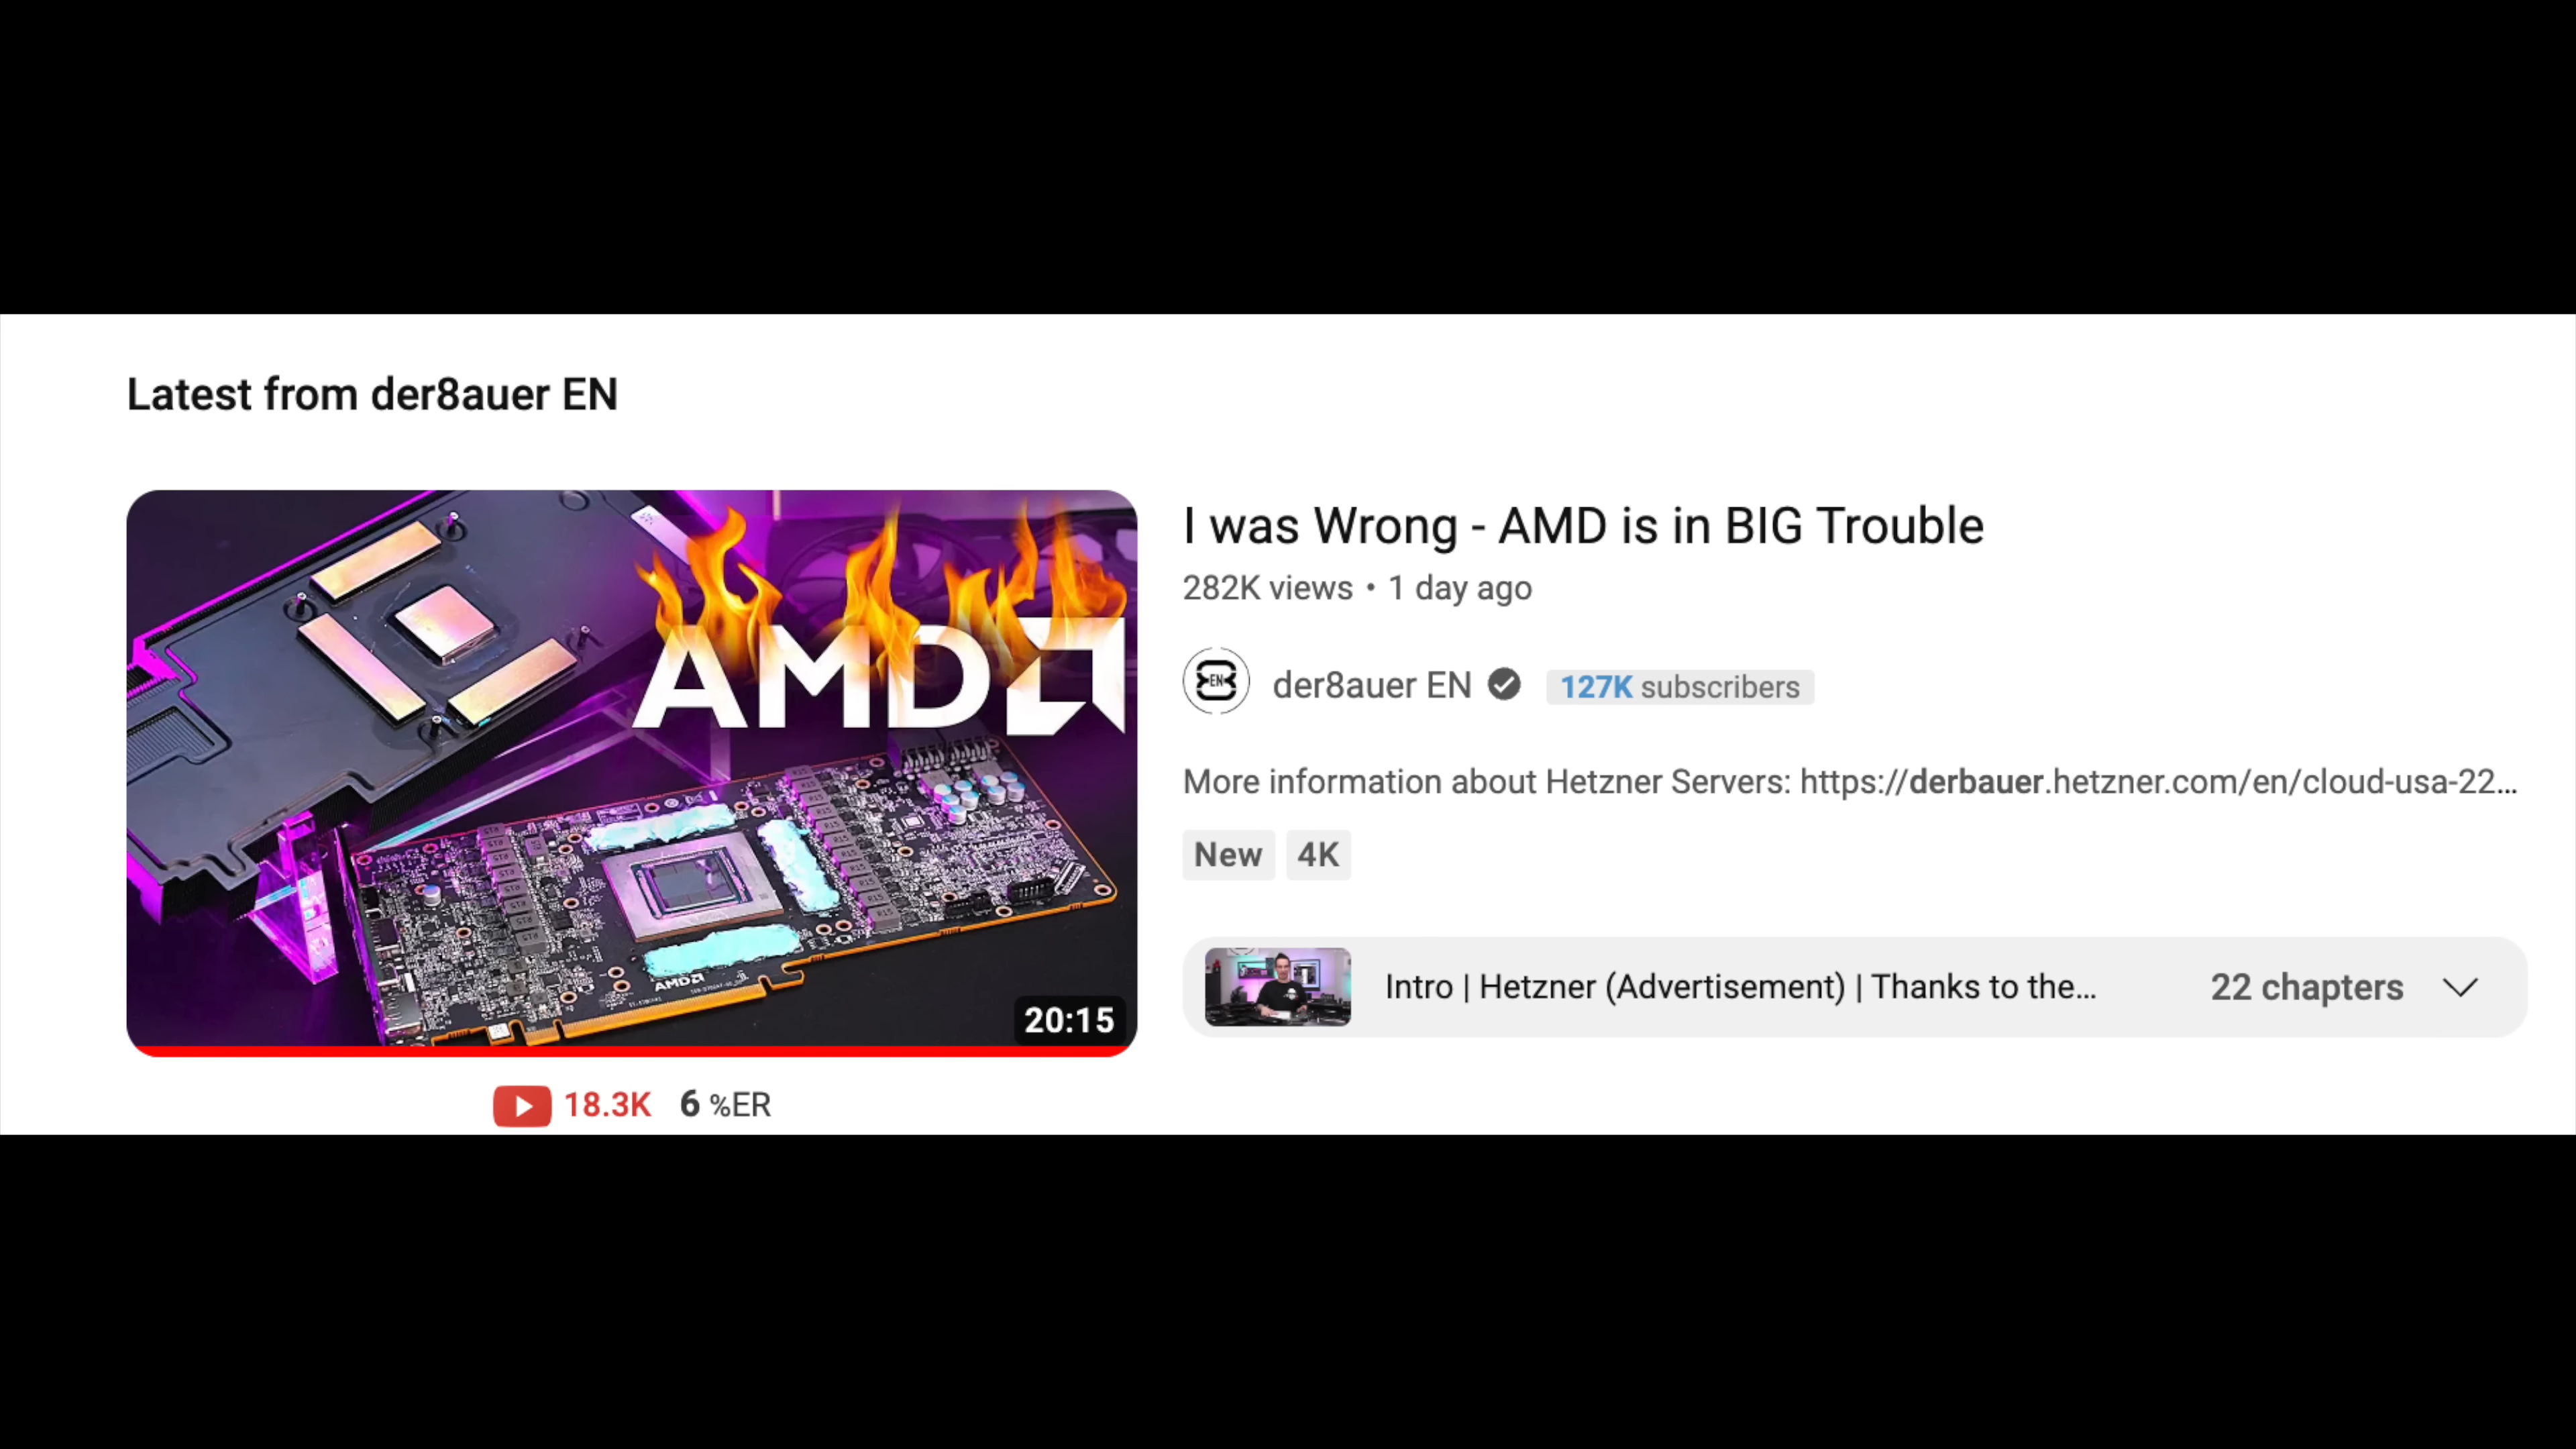 Latest from der8auer EN
AMD
AMD
20:15
18.3K 6 %ER
I was Wrong - AMD is in BIG Trouble
282K views • 1 day ago
EN
der8auer EN 127K subscribers
More information about Hetzner Servers: https://derbauer.hetzner.com/en/cloud-usa-22...
New 4K
Intro | Hetzner (Advertisement) | Thanks to the... 22 chapters